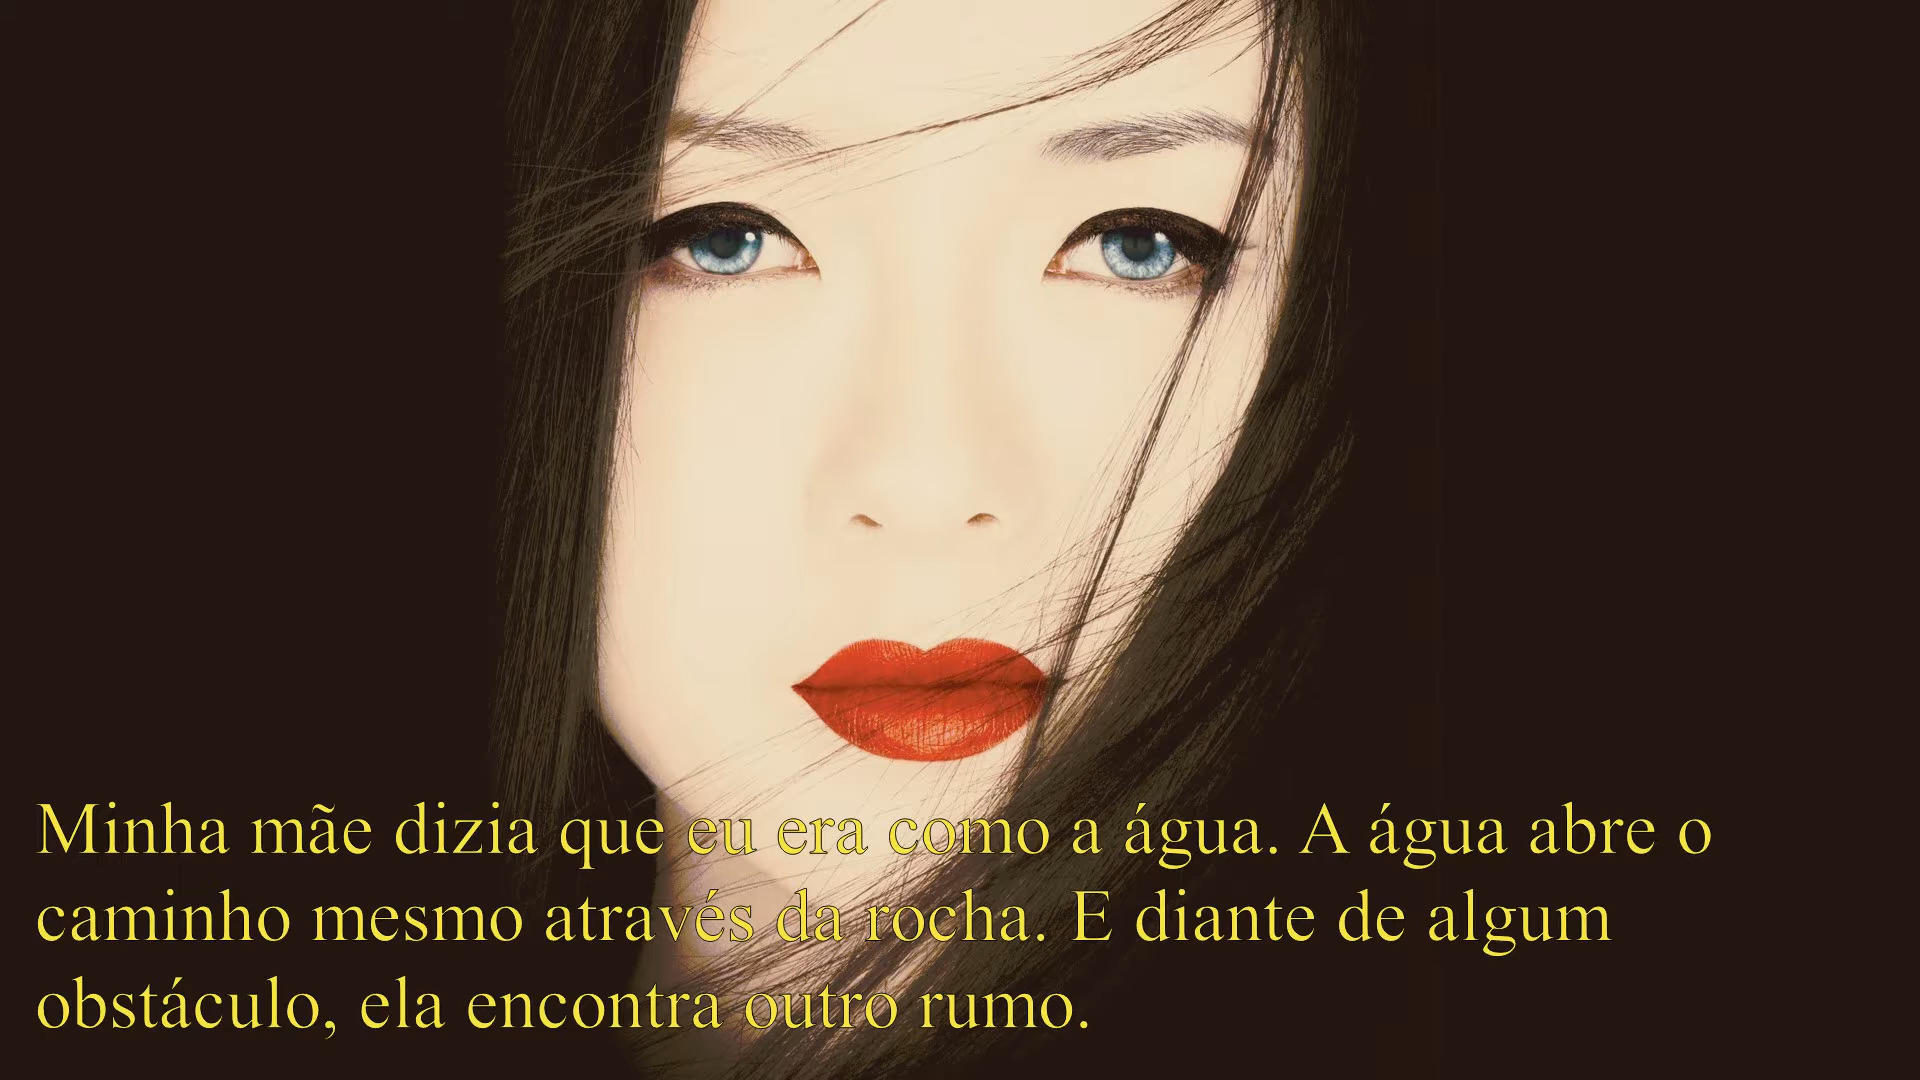 Minha mãe dizia que eu era como a água. A água abre o
caminho mesmo através da rocha. E diante de algum
obstáculo, ela encontra outro rumo.